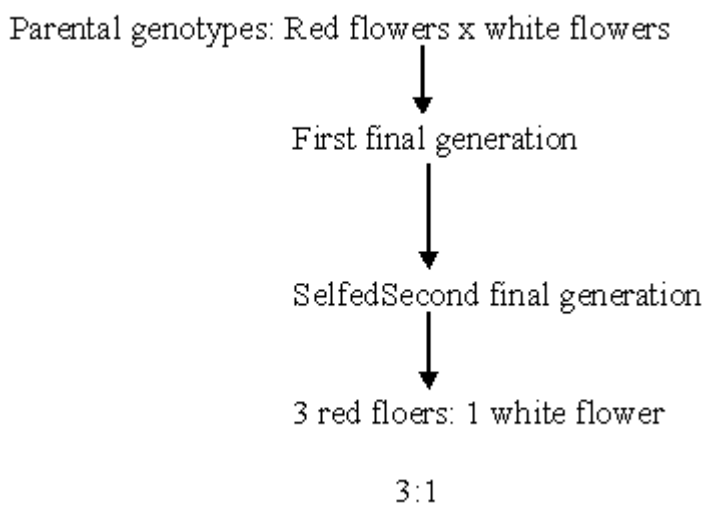 Parental genotypes: Red flowers x white flowers
First final generation
SelfedSecond final generation
3 red floers: 1 white flower
3:1